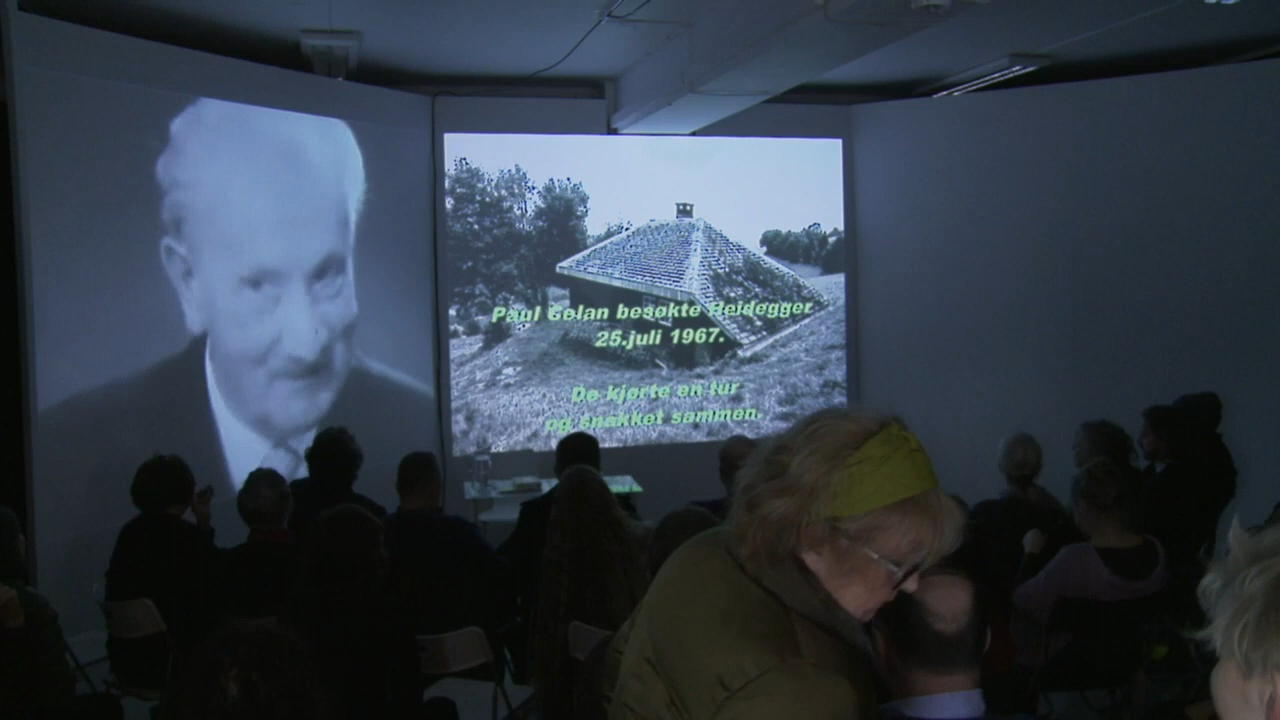 Paul Celan besøkte Heidegger
25.juli 1967.
De kjørte en tur
og snakket sammen.